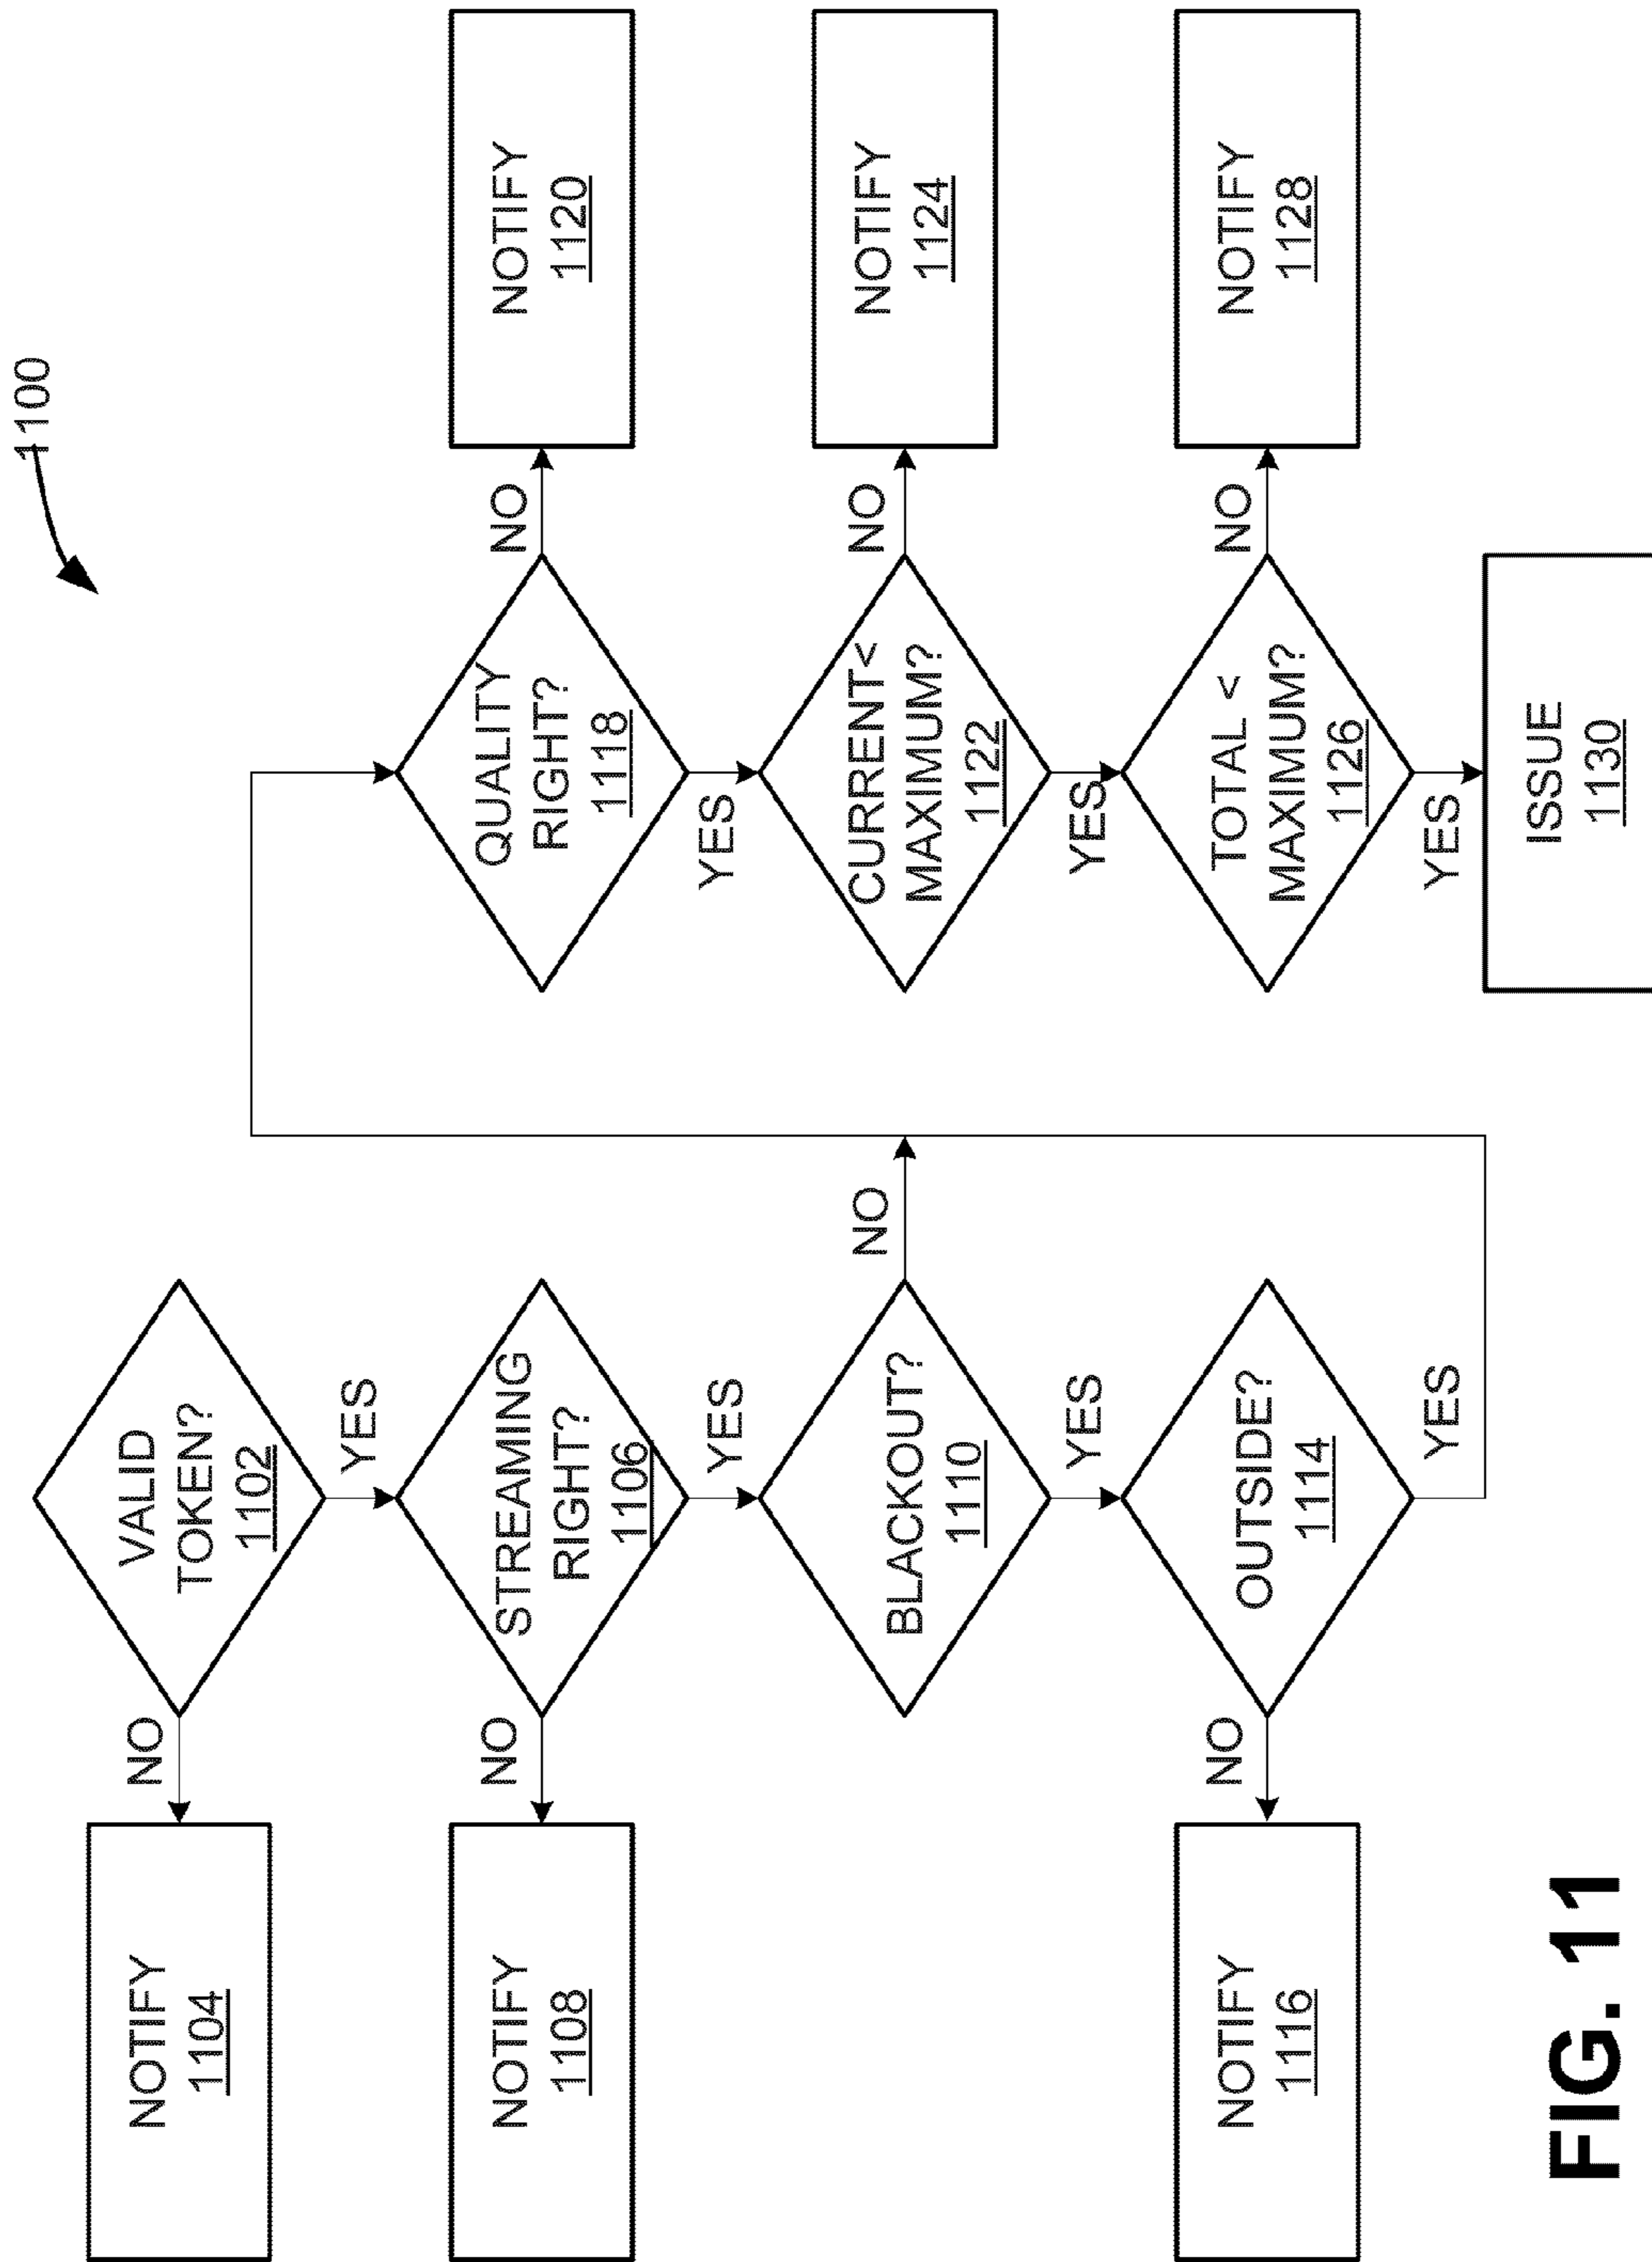 1100
VALID
TOKEN?
1102
NO
NOTIFY
1104
YES
STREAMING
RIGHT?
1106
NO
NOTIFY
1108
YES
BLACKOUT?
1110
NO
YES
OUTSIDE?
1114
NO
NOTIFY
1116
YES
QUALITY
RIGHT?
1118
NO
NOTIFY
1120
YES
CURRENT<
MAXIMUM?
1122
NO
NOTIFY
1124
YES
TOTAL <
MAXIMUM?
1126
NO
NOTIFY
1128
YES
ISSUE
1130
FIG. 11